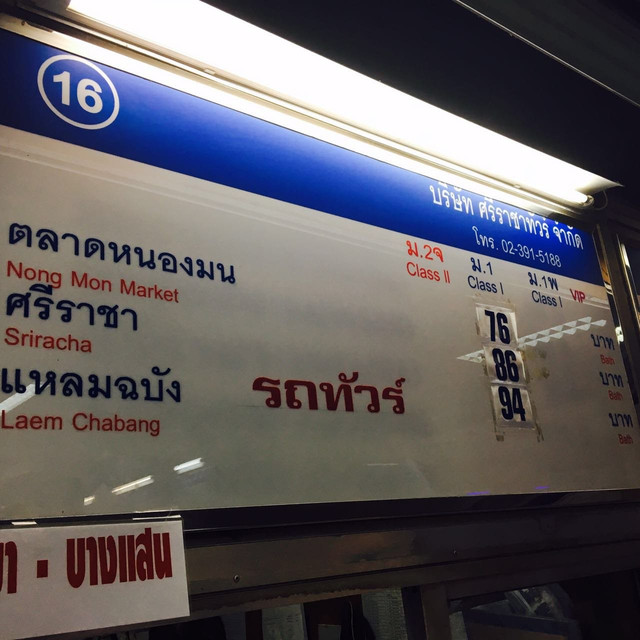 16
บริษัท ศรีราชาทัวร์ จำกัด
โทร. 02-391-5188
ม.2จ ม.1 ม.1พ
Class II Class I Class I VIP
ตลาดหนองมน 76 บาท
Nong Mon Market Bath
ศรีราชา 86 บาท
Sriracha Bath
แหลมฉบัง รถทัวร์ 94 บาท
Laem Chabang Bath
- บางแสน